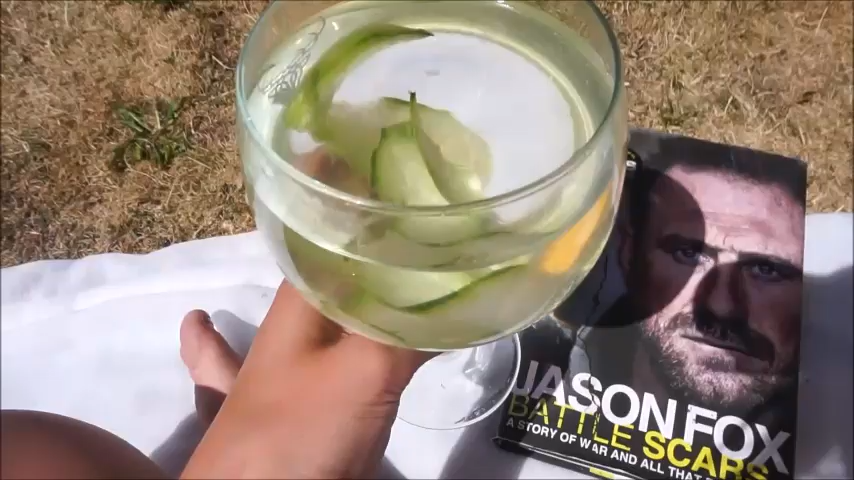 JASON FOX
BATTLE SCARS
A STORY OF WAR AND ALL THAT